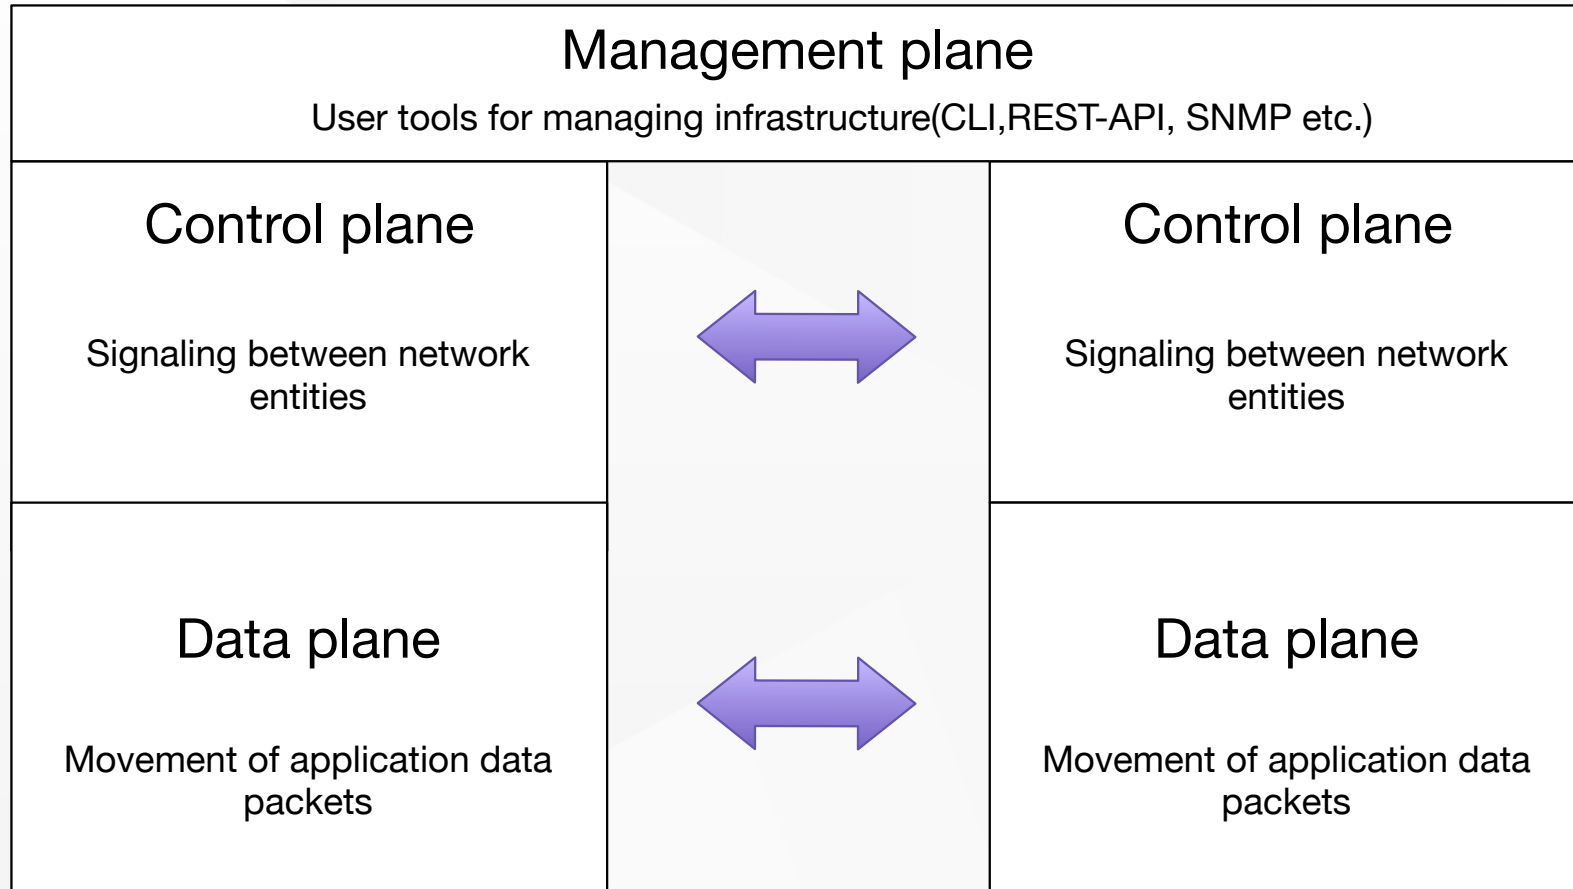 Management plane
User tools for managing infrastructure(CLI,REST-API, SNMP etc.)
Control plane
Signaling between network
entities
Control plane
Signaling between network
entities
Data plane
Movement of application data
packets
Data plane
Movement of application data
packets